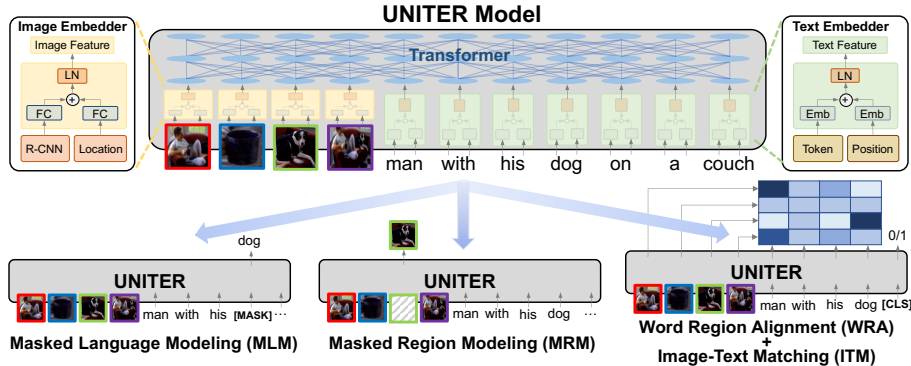 UNITER Model
Image Embedder
Image Feature
LN
FC
FC
R-CNN
Location
Transformer
man with his dog on a couch
Text Embedder
Text Feature
LN
Emb
Emb
Token
Position
dog
UNITER
man with his [MASK] ...
Masked Language Modeling (MLM)
UNITER
man with his dog ...
Masked Region Modeling (MRM)
0/1
UNITER
man with his dog [CLS]
Word Region Alignment (WRA)
+
Image-Text Matching (ITM)